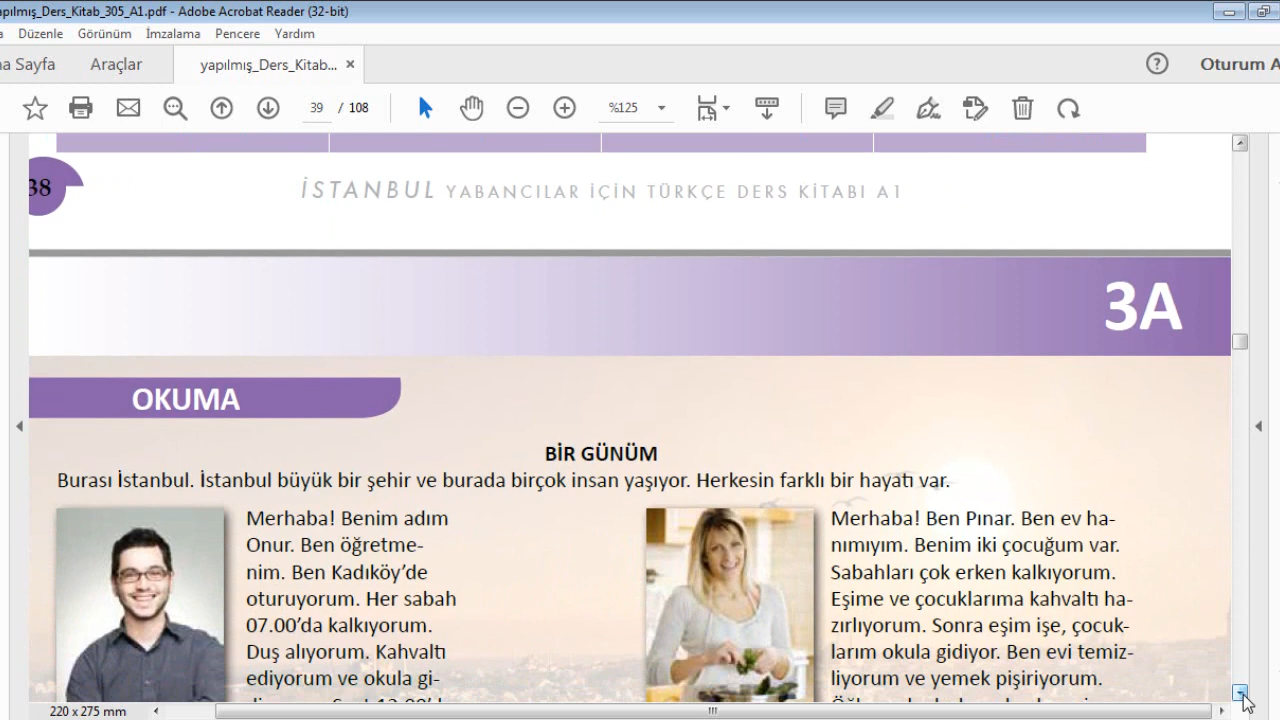 apılmış_Ders_Kitab_305_A1.pdf - Adobe Acrobat Reader (32-bit)
Düzenle Görünüm İmzalama Pencere Yardım
a Sayfa Araçlar yapılmış_Ders_Kitab... × ? Oturum A
39 / 108 %125
38
İSTANBUL YABANCILAR İÇİN TÜRKÇE DERS KİTABI A1
3A
OKUMA
BİR GÜNÜM
Burası İstanbul. İstanbul büyük bir şehir ve burada birçok insan yaşıyor. Herkesin farklı bir hayatı var.
Merhaba! Benim adım
Onur. Ben öğretme-
nim. Ben Kadıköy’de
oturuyorum. Her sabah
07.00’da kalkıyorum.
Duş alıyorum. Kahvaltı
ediyorum ve okula gi-
Merhaba! Ben Pınar. Ben ev ha-
nımıyım. Benim iki çocuğum var.
Sabahları çok erken kalkıyorum.
Eşime ve çocuklarıma kahvaltı ha-
zırlıyorum. Sonra eşim işe, çocuk-
larım okula gidiyor. Ben evi temiz-
liyorum ve yemek pişiriyorum.
220 x 275 mm